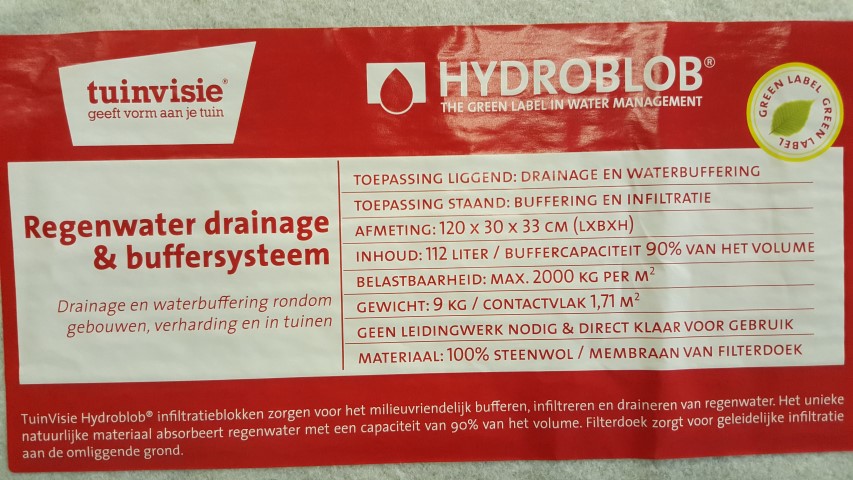 tuinvisie®
geeft vorm aan je tuin
HYDROBLOB®
THE GREEN LABEL IN WATER MANAGEMENT
GREEN LABEL GREEN LABEL
Regenwater drainage
& buffersysteem
Drainage en waterbuffering rondom
gebouwen, verharding en in tuinen
TOEPASSING LIGGEND: DRAINAGE EN WATERBUFFERING
TOEPASSING STAAND: BUFFERING EN INFILTRATIE
AFMETING: 120 X 30 X 33 CM (LXBXH)
INHOUD: 112 LITER / BUFFERCAPACITEIT 90% VAN HET VOLUME
BELASTBAARHEID: MAX. 2000 KG PER M²
GEWICHT: 9 KG / CONTACTVLAK 1,71 M²
GEEN LEIDINGWERK NODIG & DIRECT KLAAR VOOR GEBRUIK
MATERIAAL: 100% STEENWOL / MEMBRAAN VAN FILTERDOEK
TuinVisie Hydroblob® infiltratieblokken zorgen voor het milieuvriendelijk bufferen, infiltreren en draineren van regenwater. Het unieke
natuurlijke materiaal absorbeert regenwater met een capaciteit van 90% van het volume. Filterdoek zorgt voor geleidelijke infiltratie
aan de omliggende grond.